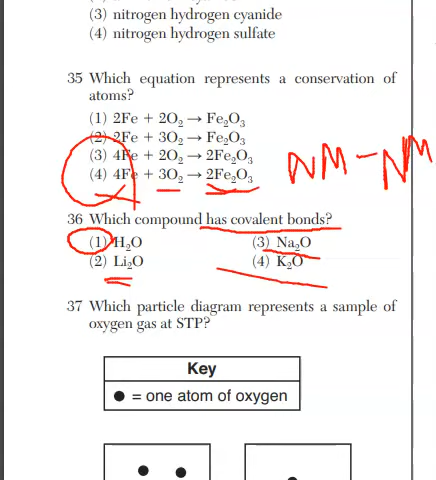 (3) nitrogen hydrogen cyanide
(4) nitrogen hydrogen sulfate
35 Which equation represents a conservation of
atoms?
(1) 2Fe + 2O₂ → Fe₂O₃
(2) 2Fe + 3O₂ → Fe₂O₃
(3) 4Fe + 2O₂ → 2Fe₂O₃
(4) 4Fe + 3O₂ → 2Fe₂O₃
NM - NM
36 Which compound has covalent bonds?
(1) H₂O (3) Na₂O
(2) Li₂O (4) K₂O
37 Which particle diagram represents a sample of
oxygen gas at STP?
Key
= one atom of oxygen